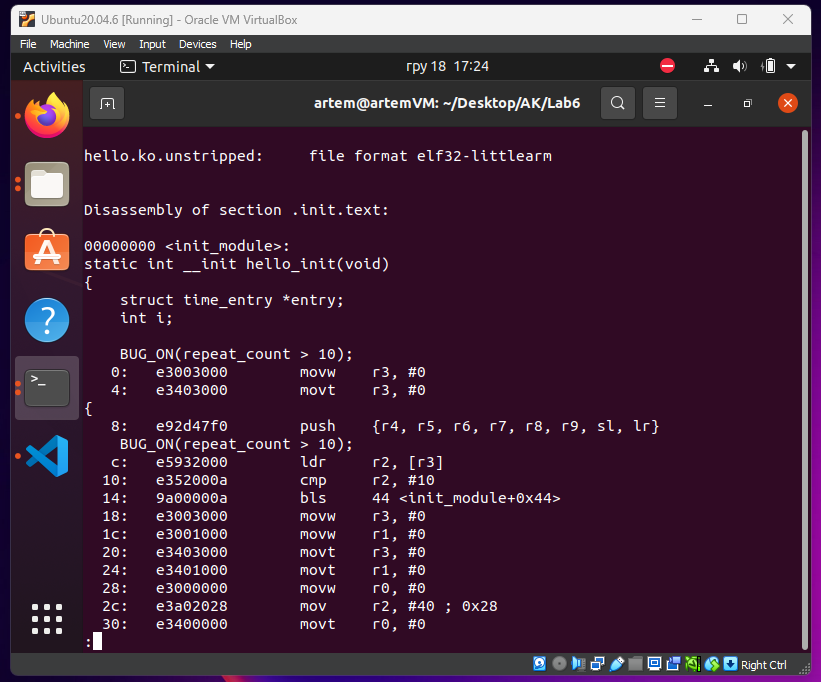 Ubuntu20.04.6 [Running] - Oracle VM VirtualBox
File Machine View Input Devices Help
Activities Terminal гру 18 17:24
artem@artemVM: ~/Desktop/AK/Lab6
hello.ko.unstripped:     file format elf32-littlearm
Disassembly of section .init.text:
00000000 <init_module>:
static int __init hello_init(void)
{
    struct time_entry *entry;
    int i;
    BUG_ON(repeat_count > 10);
   0:   e3003000        movw    r3, #0
   4:   e3403000        movt    r3, #0
{
   8:   e92d47f0        push    {r4, r5, r6, r7, r8, r9, sl, lr}
    BUG_ON(repeat_count > 10);
   c:   e5932000        ldr     r2, [r3]
  10:   e352000a        cmp     r2, #10
  14:   9a00000a        bls     44 <init_module+0x44>
  18:   e3003000        movw    r3, #0
  1c:   e3001000        movw    r1, #0
  20:   e3403000        movt    r3, #0
  24:   e3401000        movt    r1, #0
  28:   e3000000        movw    r0, #0
  2c:   e3a02028        mov     r2, #40 ; 0x28
  30:   e3400000        movt    r0, #0
:
Right Ctrl